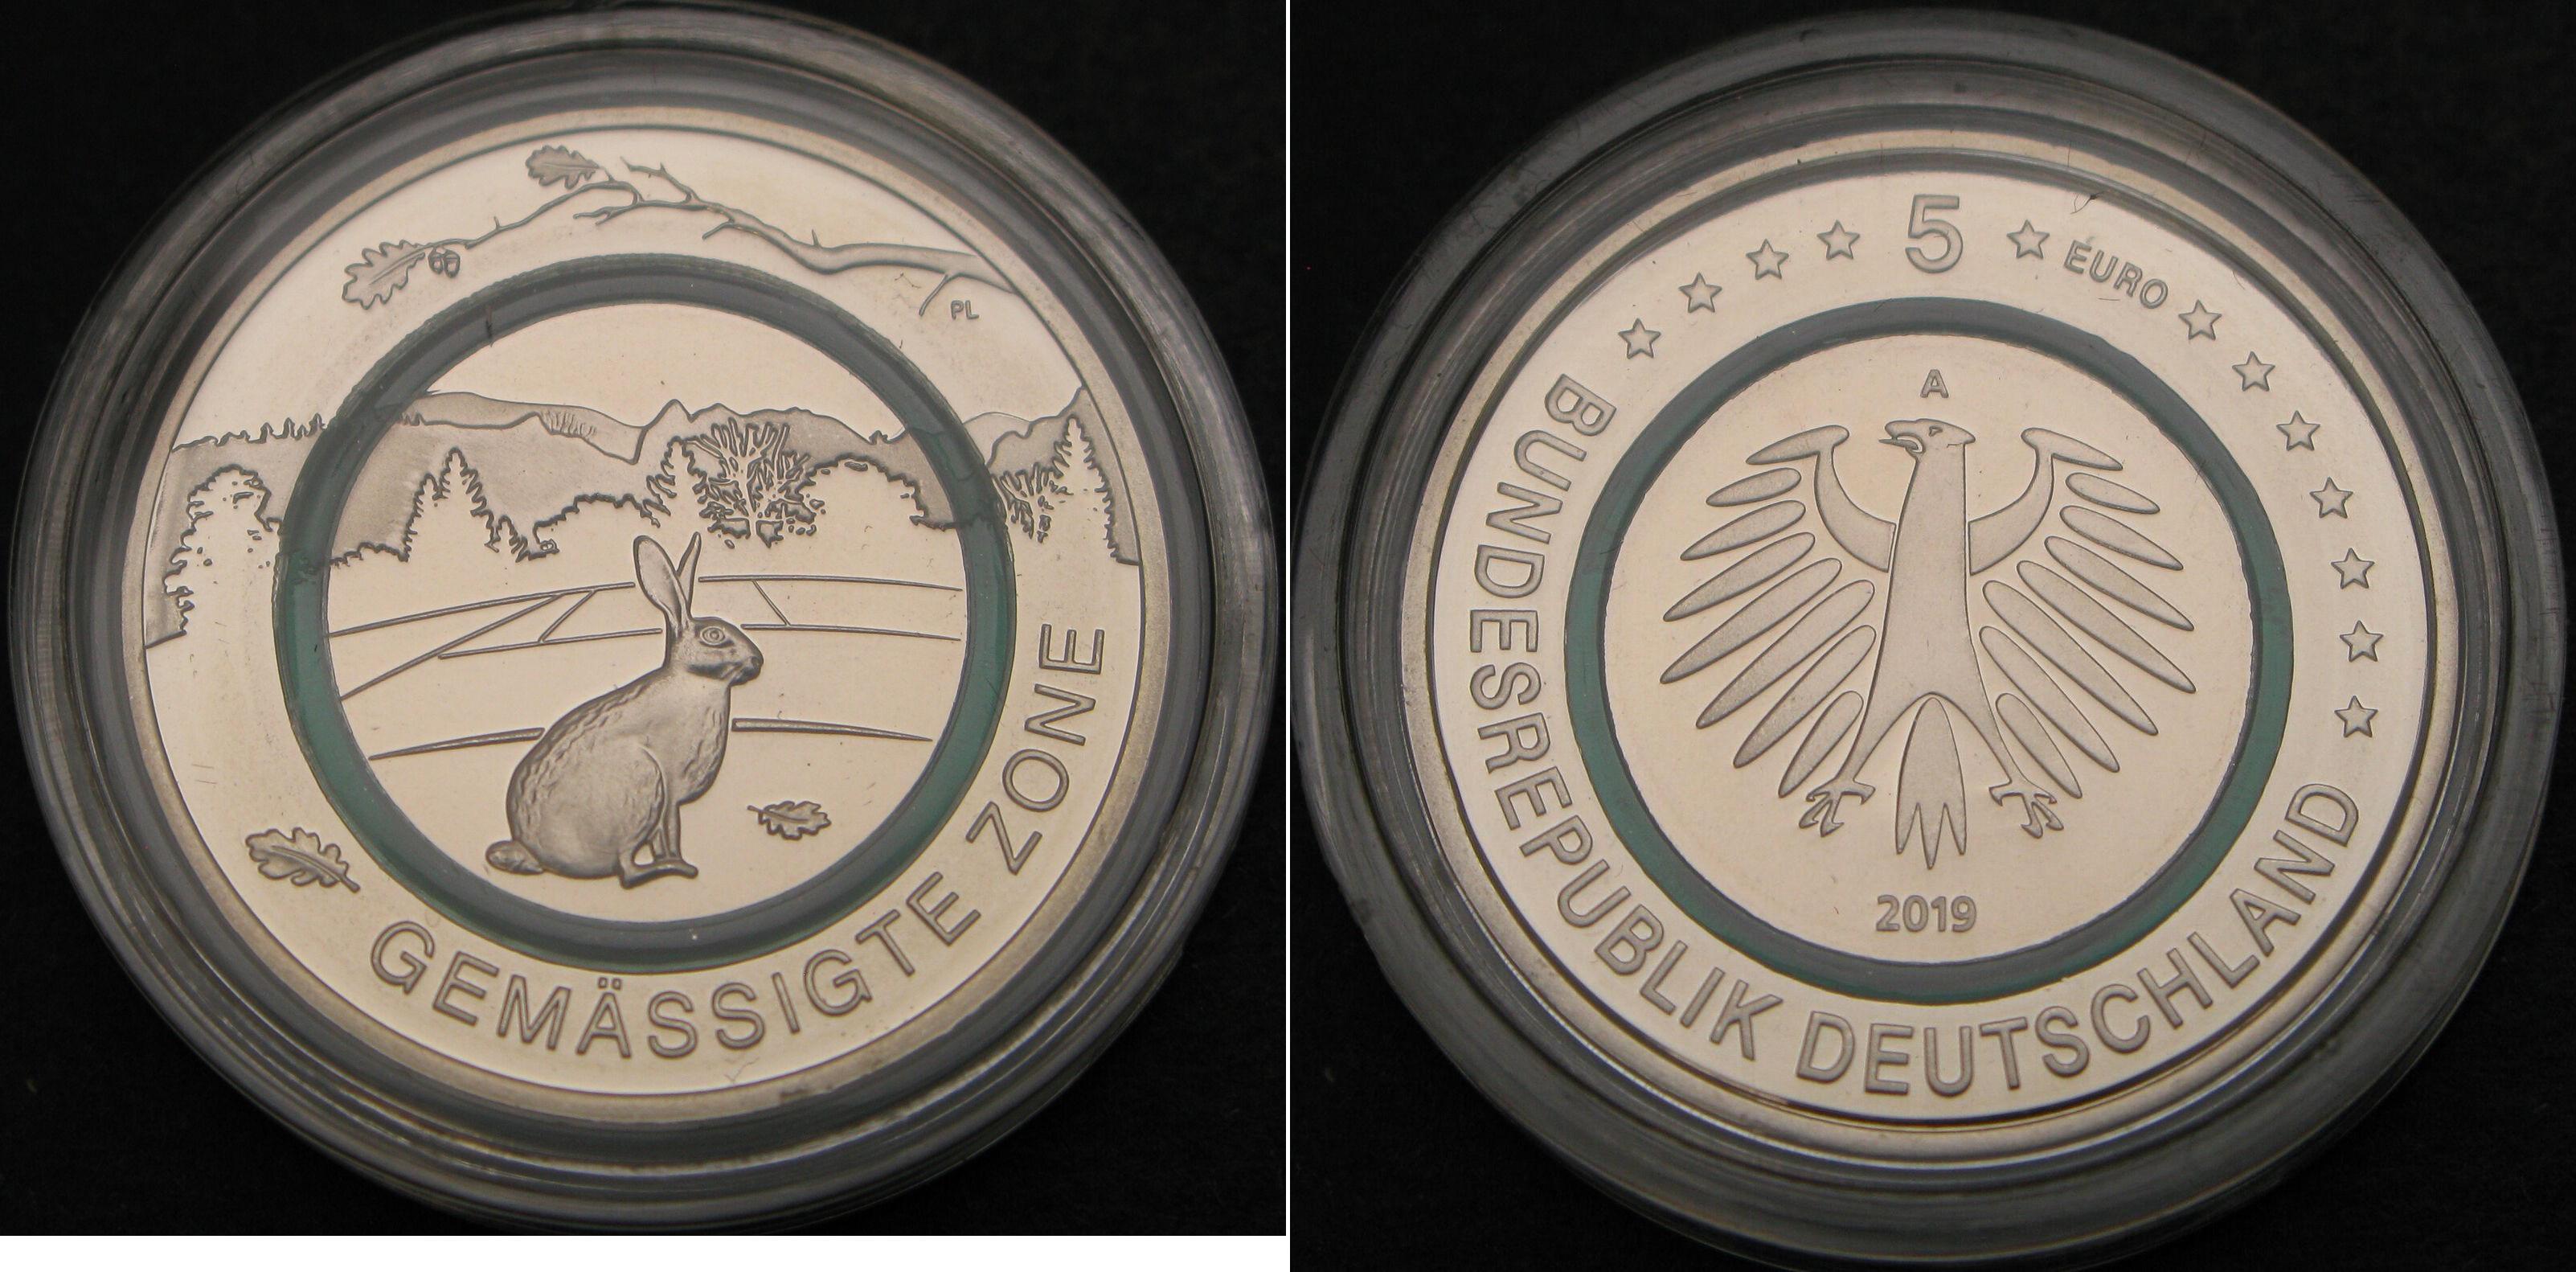 PL
GEMÄSSIGTE ZONE
5 EURO
A
2019
BUNDESREPUBLIK DEUTSCHLAND